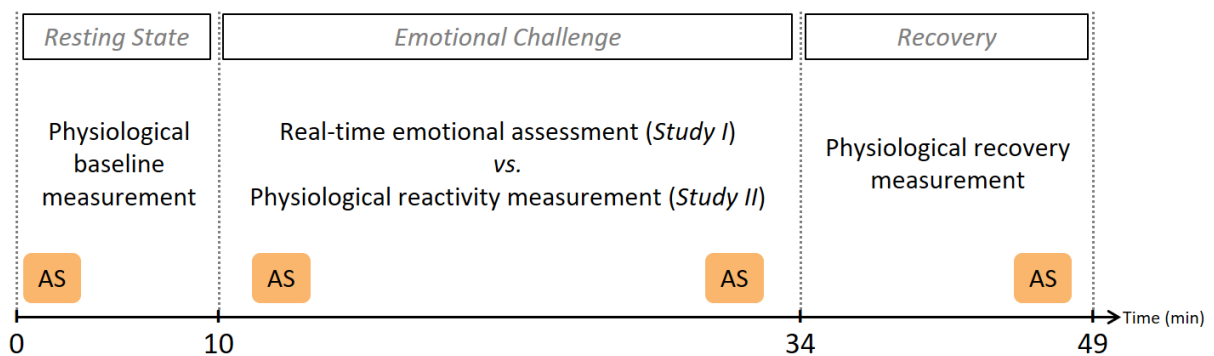 Resting State
Emotional Challenge
Recovery
Physiological
baseline
measurement
Real-time emotional assessment (Study I)
vs.
Physiological reactivity measurement (Study II)
Physiological recovery
measurement
AS
AS
AS
AS
Time (min)
0
10
34
49